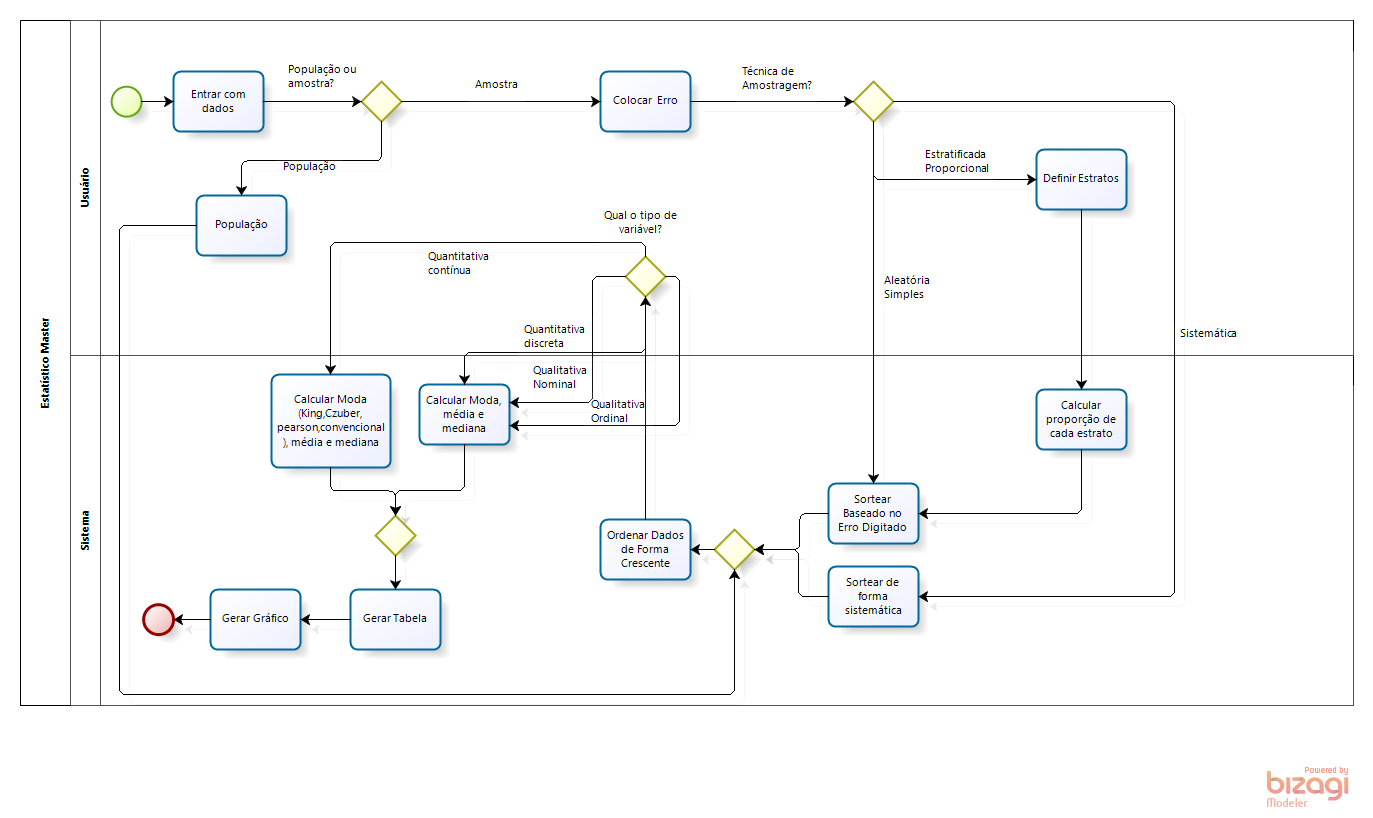 Estatístico Master
Usuário
Sistema
Entrar com
dados
População ou
amostra?
Amostra
Colocar Erro
Técnica de
Amostragem?
População
População
Estratificada
Proporcional
Definir Estratos
Qual o tipo de
variável?
Quantitativa
contínua
Aleatória
Simples
Sistemática
Quantitativa
discreta
Qualitativa
Nominal
Qualitativa
Ordinal
Calcular Moda
(King,Czuber,
pearson,convencional
), média e mediana
Calcular Moda,
média e
mediana
Calcular
proporção de
cada estrato
Sortear
Baseado no
Erro Digitado
Ordenar Dados
de Forma
Crescente
Sortear de
forma
sistemática
Gerar Gráfico
Gerar Tabela
Powered by
bizagi
Modeler